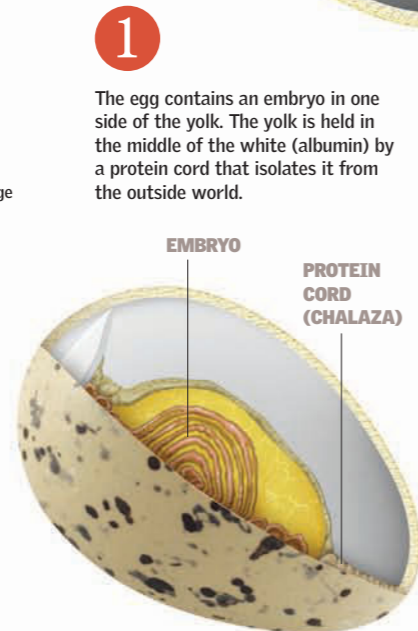 1
The egg contains an embryo in one
side of the yolk. The yolk is held in
the middle of the white (albumin) by
a protein cord that isolates it from
the outside world.
EMBRYO
PROTEIN
CORD
(CHALAZA)